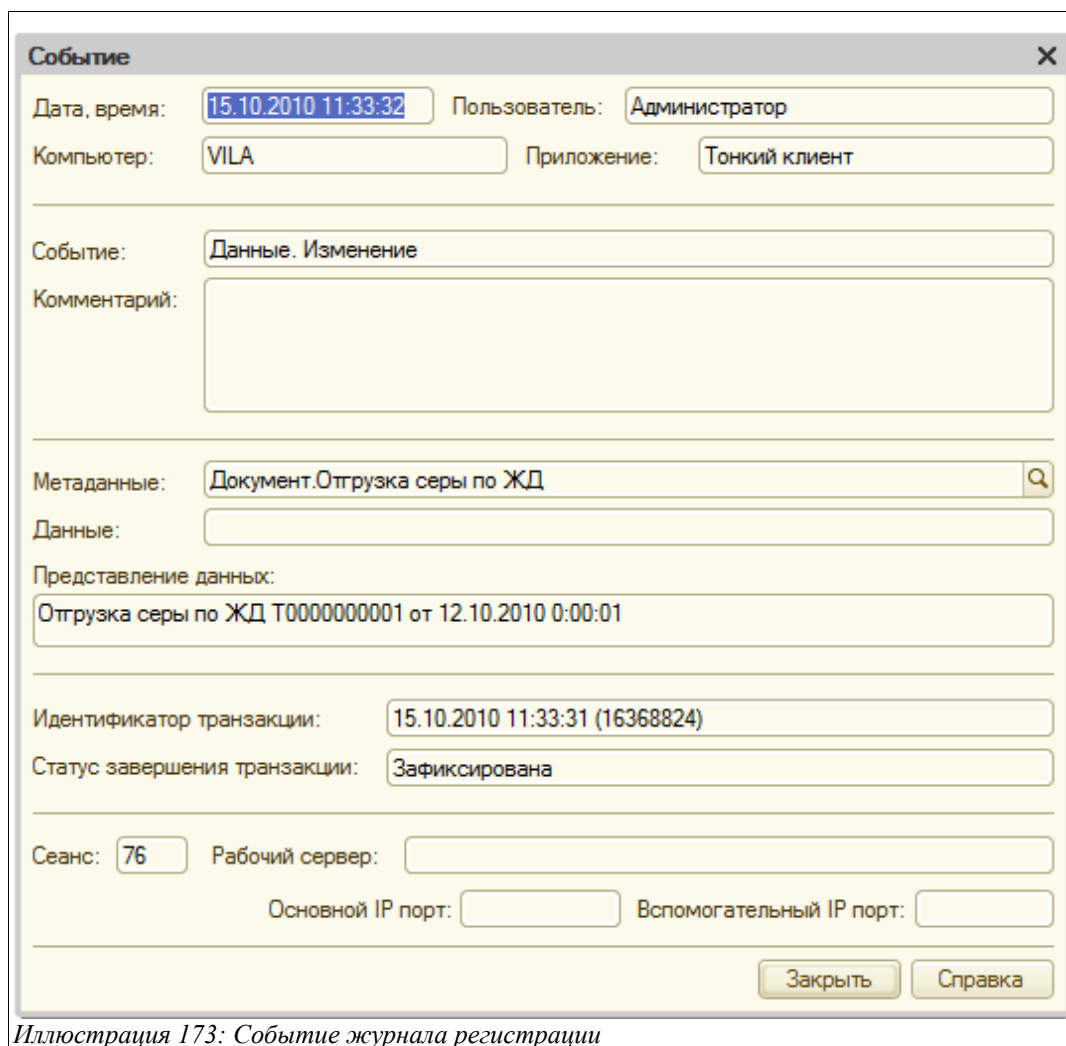 Событие
Дата, время: 15.10.2010 11:33:32 Пользователь: Администратор
Компьютер: VILA Приложение: Тонкий клиент
Событие: Данные. Изменение
Комментарий:
Метаданные: Документ.Отгрузка серы по ЖД
Данные:
Представление данных:
Отгрузка серы по ЖД Т0000000001 от 12.10.2010 0:00:01
Идентификатор транзакции: 15.10.2010 11:33:31 (16368824)
Статус завершения транзакции: Зафиксирована
Сеанс: 76 Рабочий сервер:
Основной IP порт: Вспомогательный IP порт:
Закрыть Справка
Иллюстрация 173: Событие журнала регистрации